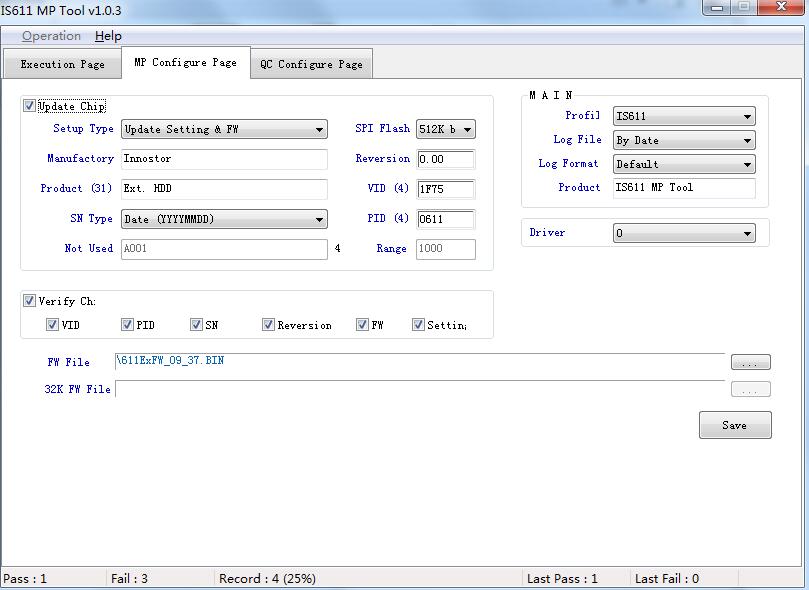 IS611 MP Tool v1.0.3
Operation Help
Execution Page MP Configure Page QC Configure Page
Update Chip
Setup Type Update Setting & FW SPI Flash 512K b
Manufactory Innostor Reversion 0.00
Product (31) Ext. HDD VID (4) 1F75
SN Type Date (YYYYMMDD) PID (4) 0611
Not Used A001 4 Range 1000
M A I N
Profil IS611
Log File By Date
Log Format Default
Product IS611 MP Tool
Driver 0
Verify Ch:
VID PID SN Reversion FW Settin;
FW File \611ExFW_09_37.BIN ...
32K FW File ...
Save
Pass : 1 Fail : 3 Record : 4 (25%) Last Pass : 1 Last Fail : 0